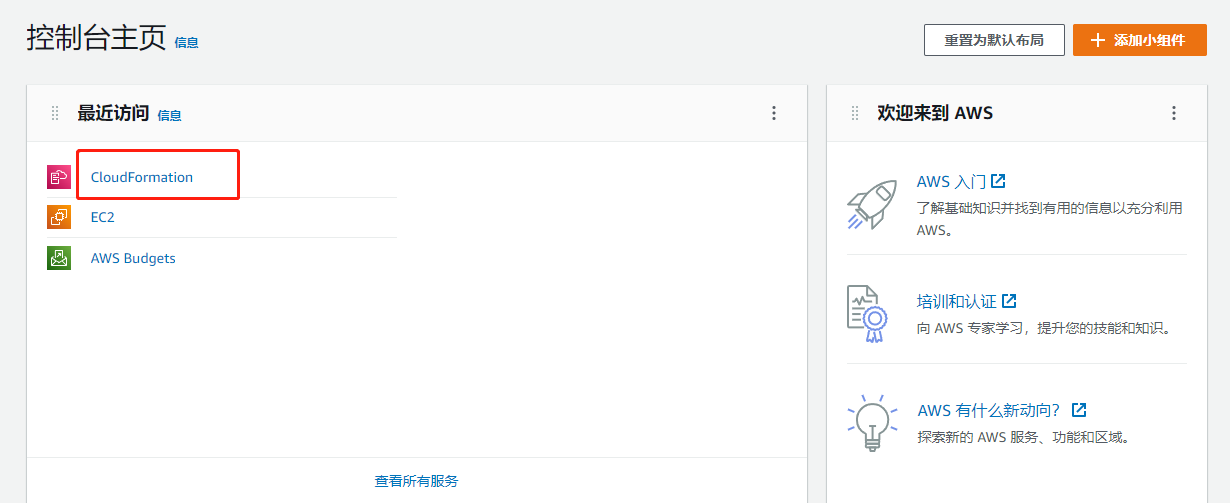 控制台主页 信息
重置为默认布局
添加小组件
最近访问 信息
CloudFormation
EC2
AWS Budgets
查看所有服务
欢迎来到 AWS
AWS 入门
了解基础知识并找到有用的信息以充分利用
AWS。
培训和认证
向 AWS 专家学习，提升您的技能和知识。
AWS 有什么新动向？
探索新的 AWS 服务、功能和区域。